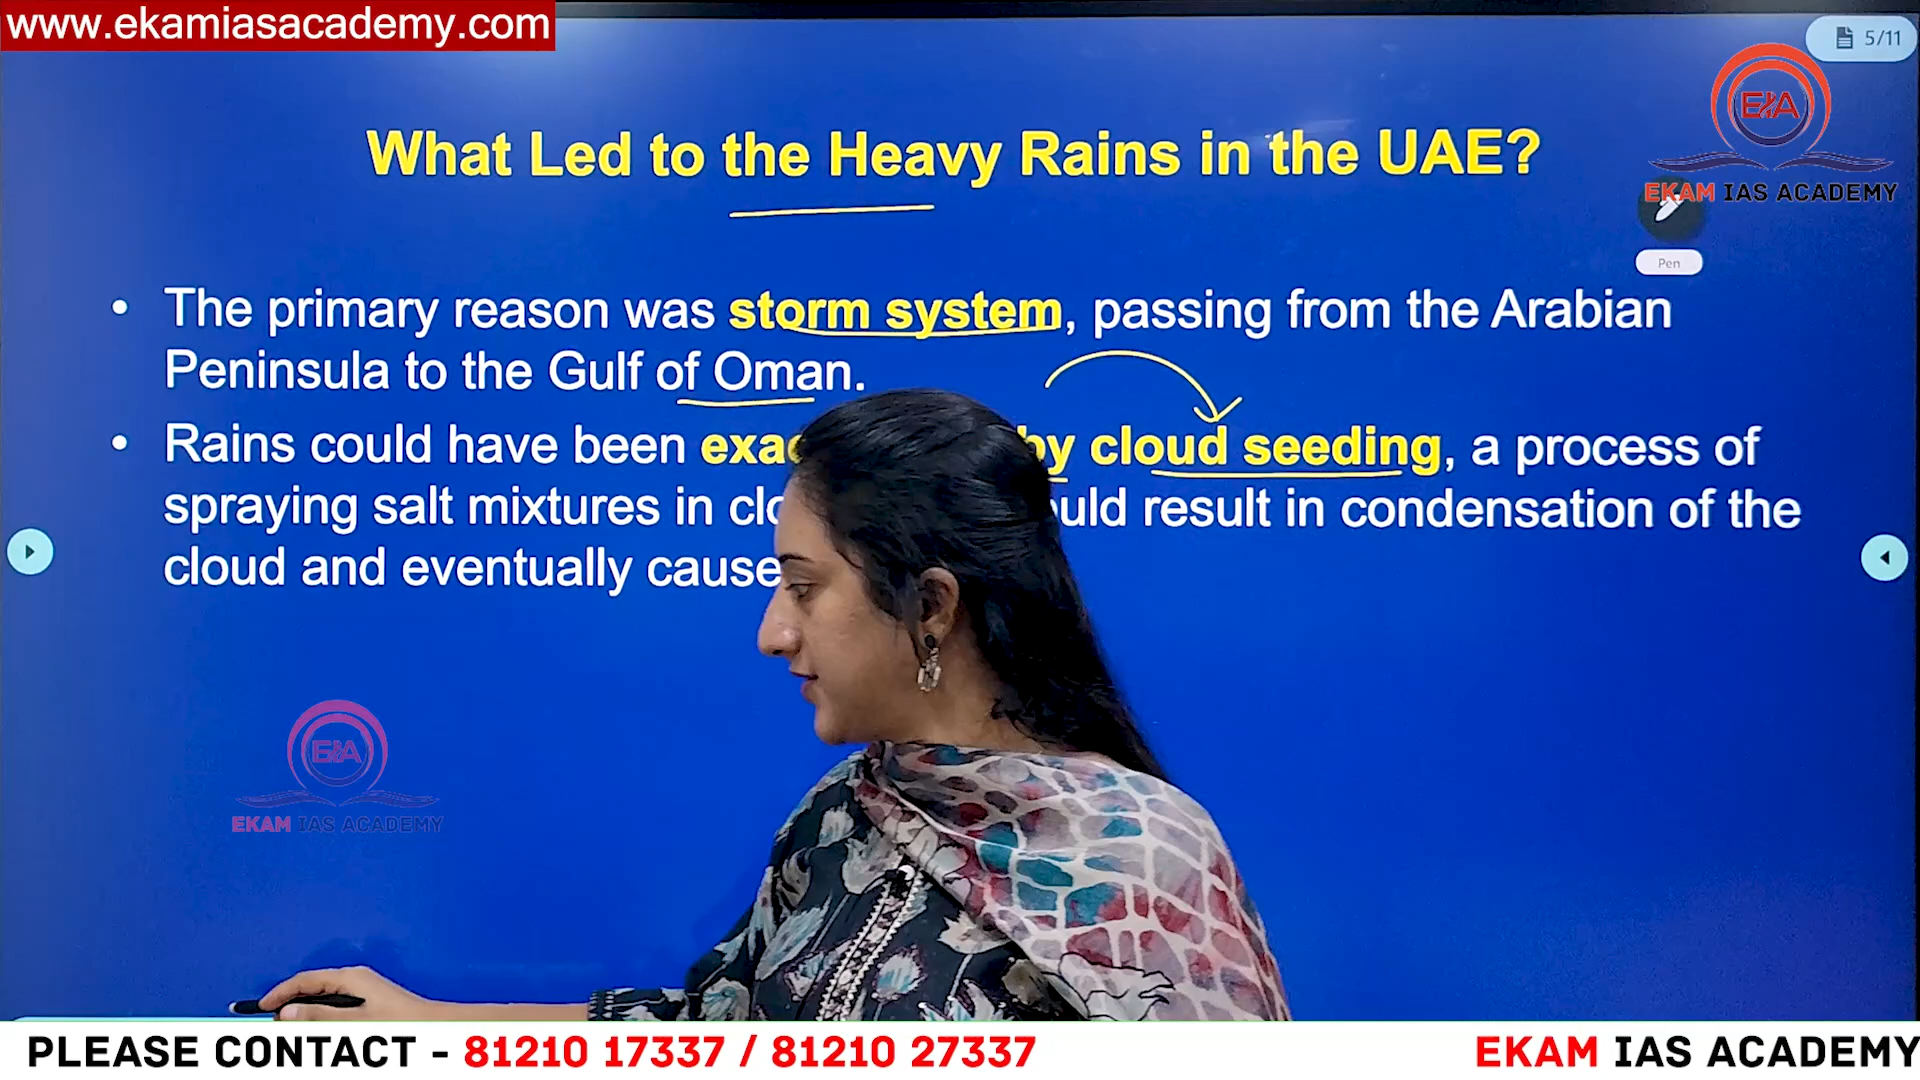 www.ekamiasacademy.com
5/11
EKAM IAS ACADEMY
Pen
What Led to the Heavy Rains in the UAE?
• The primary reason was storm system, passing from the Arabian
Peninsula to the Gulf of Oman.
• Rains could have been by cloud seeding, a process of
spraying salt mixtures in result in condensation of the
cloud and eventually cause
EKAM IAS ACADEMY
PLEASE CONTACT - 81210 17337 / 81210 27337
EKAM IAS ACADEMY